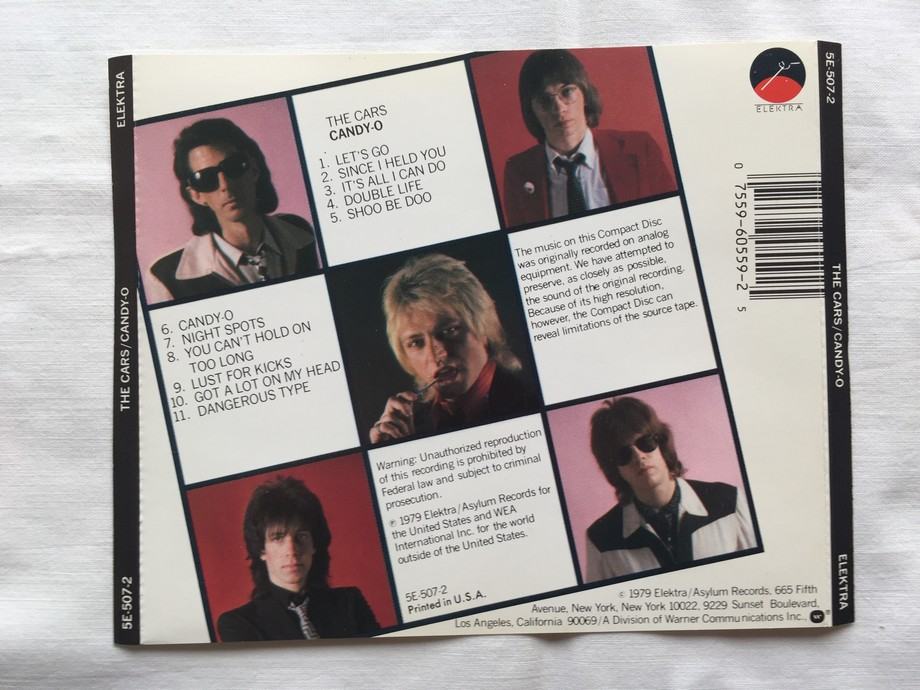 ELEKTRA
THE CARS/CANDY-O
5E-507-2
THE CARS
CANDY-O
1. LET'S GO
2. SINCE I HELD YOU
3. IT'S ALL I CAN DO
4. DOUBLE LIFE
5. SHOO BE DOO
6. CANDY-O
7. NIGHT SPOTS
8. YOU CAN'T HOLD ON
TOO LONG
9. LUST FOR KICKS
10. GOT A LOT ON MY HEAD
11. DANGEROUS TYPE
The music on this Compact Disc
was originally recorded on analog
equipment. We have attempted to
preserve, as closely as possible,
the sound of the original recording.
Because of its high resolution,
however, the Compact Disc can
reveal limitations of the source tape.
Warning: Unauthorized reproduction
of this recording is prohibited by
Federal law and subject to criminal
prosecution.
℗ 1979 Elektra/Asylum Records for
the United States and WEA
International Inc. for the world
outside of the United States.
5E-507-2
Printed in U.S.A.
© 1979 Elektra/Asylum Records, 665 Fifth
Avenue, New York, New York 10022, 9229 Sunset Boulevard,
Los Angeles, California 90069/A Division of Warner Communications Inc.,
ELEKTRA
0 7559-60559-2 5
5E-507-2
THE CARS/CANDY-O
ELEKTRA